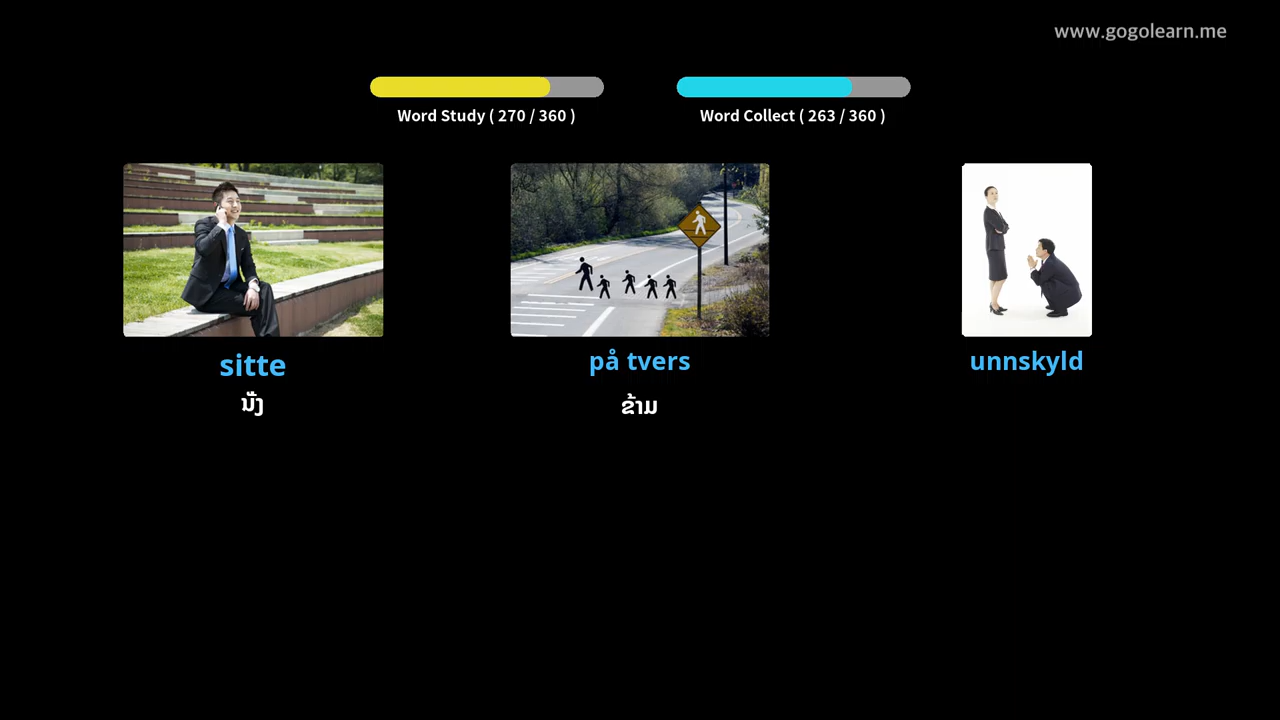 www.gogolearn.me
Word Study ( 270 / 360 )
Word Collect ( 263 / 360 )
sitte
på tvers
unnskyld
ນັ່ງ
ຂ້າມ